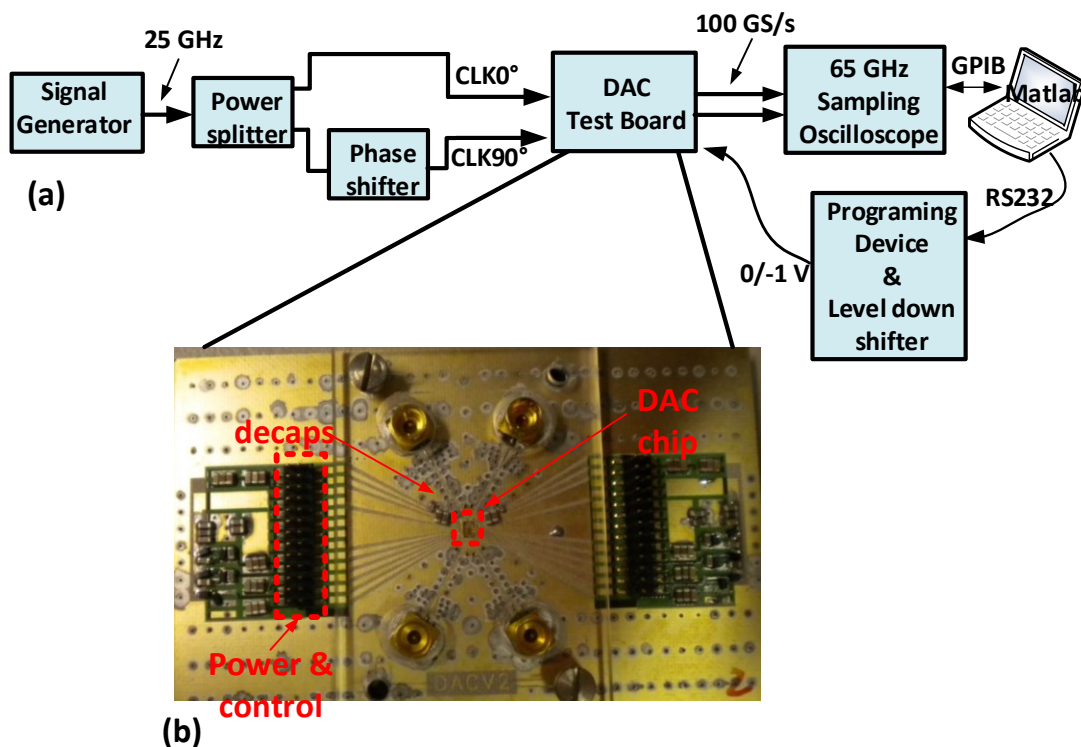 25 GHz
Signal
Generator
Power
splitter
Phase
shifter
CLK0°
CLK90°
DAC
Test Board
100 GS/s
65 GHz
Sampling
Oscilloscope
GPIB
Matlab
RS232
Programing
Device
&
Level down
shifter
0/-1 V
(a)
decaps
DAC
chip
Power &
control
DACV2
2
(b)